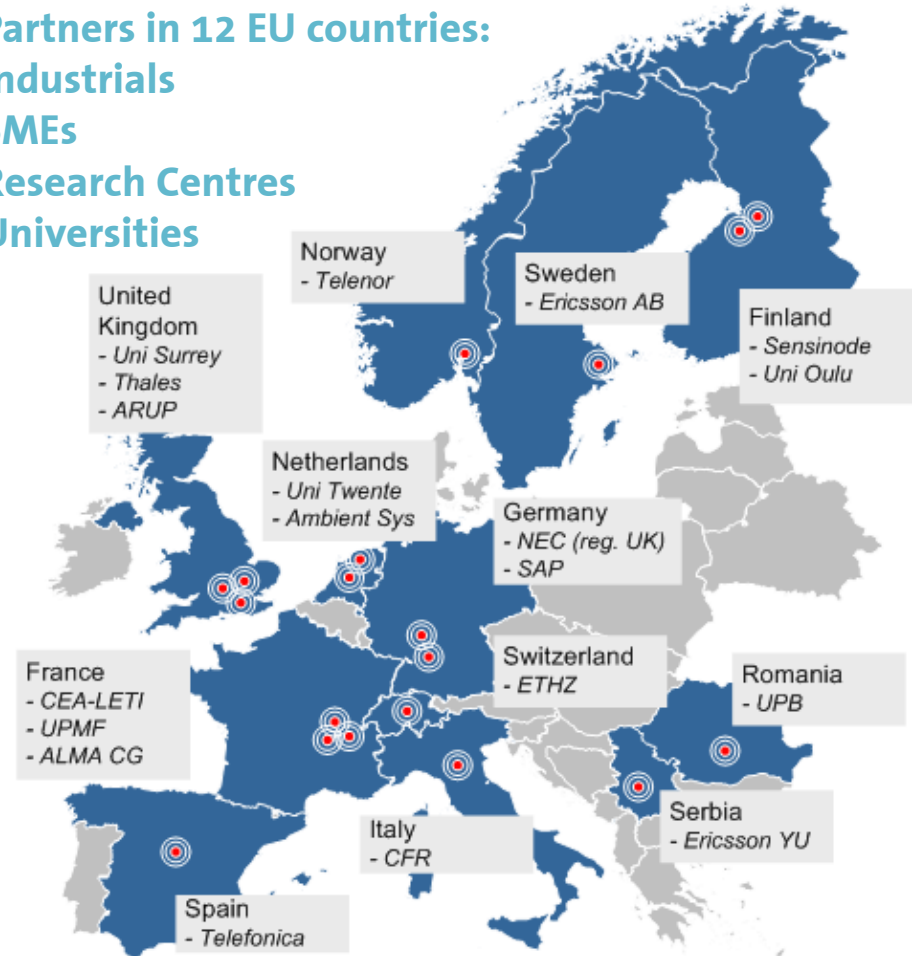 Partners in 12 EU countries:
Industrials
SMEs
Research Centres
Universities
Norway
- Telenor
Sweden
- Ericsson AB
United
Kingdom
- Uni Surrey
- Thales
- ARUP
Finland
- Sensinode
- Uni Oulu
Netherlands
- Uni Twente
- Ambient Sys
Germany
- NEC (reg. UK)
- SAP
France
- CEA-LETI
- UPMF
- ALMA CG
Switzerland
- ETHZ
Romania
- UPB
Italy
- CFR
Serbia
- Ericsson YU
Spain
- Telefonica